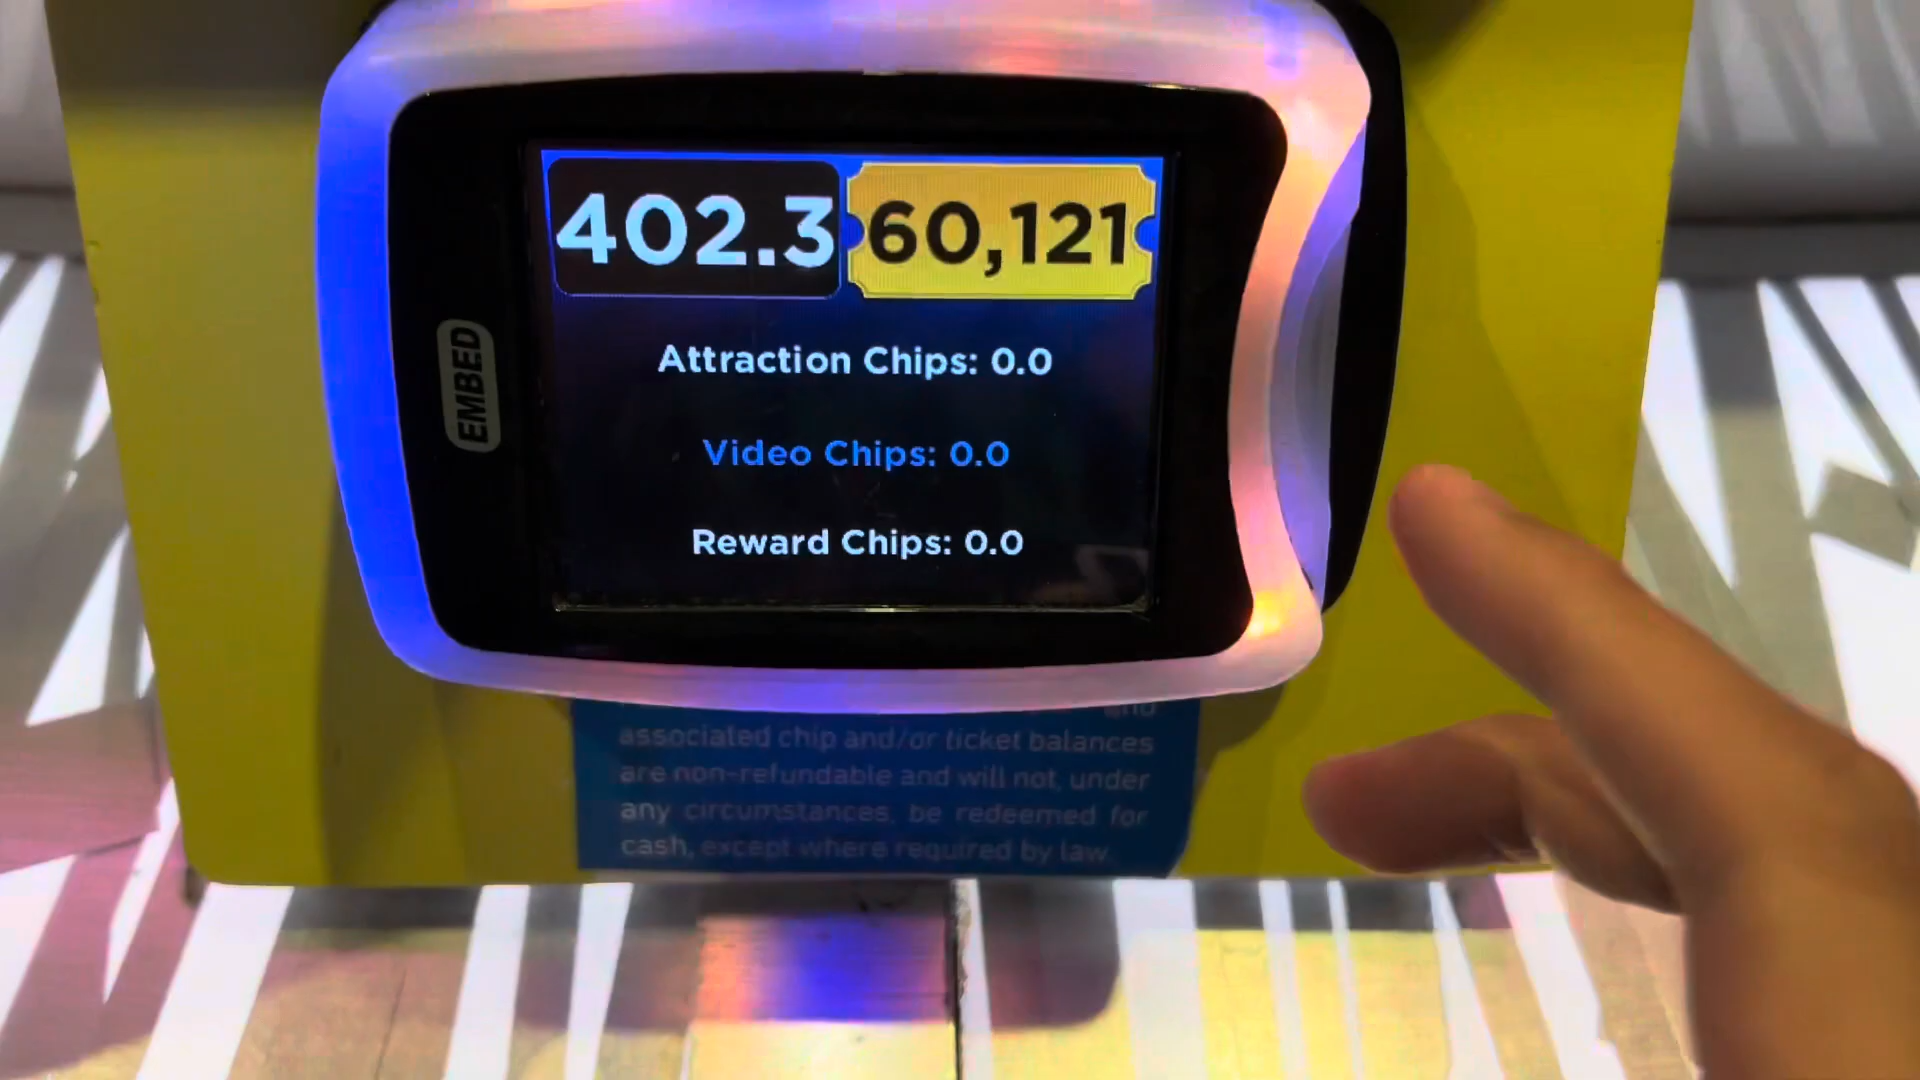 402.3 60,121
EMBED
Attraction Chips: 0.0
Video Chips: 0.0
Reward Chips: 0.0
and
associated chip and/or ticket balances
are non-refundable and will not, under
any circumstances, be redeemed for
cash, except where required by law.